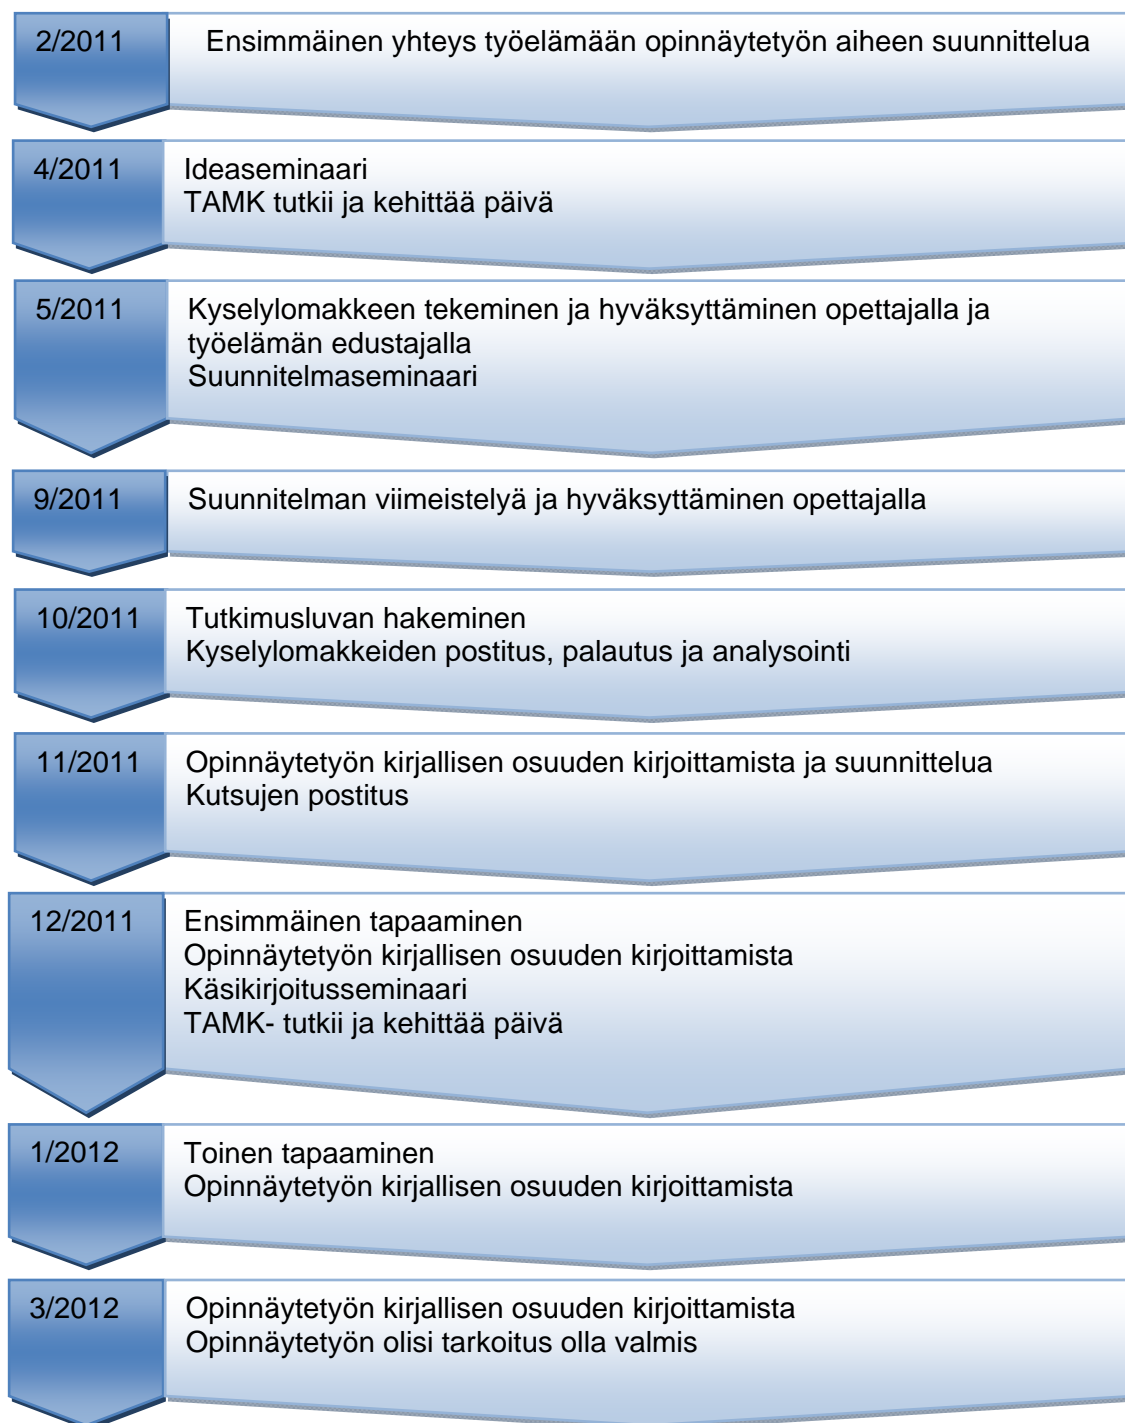 2/2011
Ensimmäinen yhteys työelämään opinnäytetyön aiheen suunnittelua
4/2011
Ideaseminaari
TAMK tutkii ja kehittää päivä
5/2011
Kyselylomakkeen tekeminen ja hyväksyttäminen opettajalla ja
työelämän edustajalla
Suunnitelmaseminaari
9/2011
Suunnitelman viimeistelyä ja hyväksyttäminen opettajalla
10/2011
Tutkimusluvan hakeminen
Kyselylomakkeiden postitus, palautus ja analysointi
11/2011
Opinnäytetyön kirjallisen osuuden kirjoittamista ja suunnittelua
Kutsujen postitus
12/2011
Ensimmäinen tapaaminen
Opinnäytetyön kirjallisen osuuden kirjoittamista
Käsikirjoitusseminaari
TAMK- tutkii ja kehittää päivä
1/2012
Toinen tapaaminen
Opinnäytetyön kirjallisen osuuden kirjoittamista
3/2012
Opinnäytetyön kirjallisen osuuden kirjoittamista
Opinnäytetyön olisi tarkoitus olla valmis